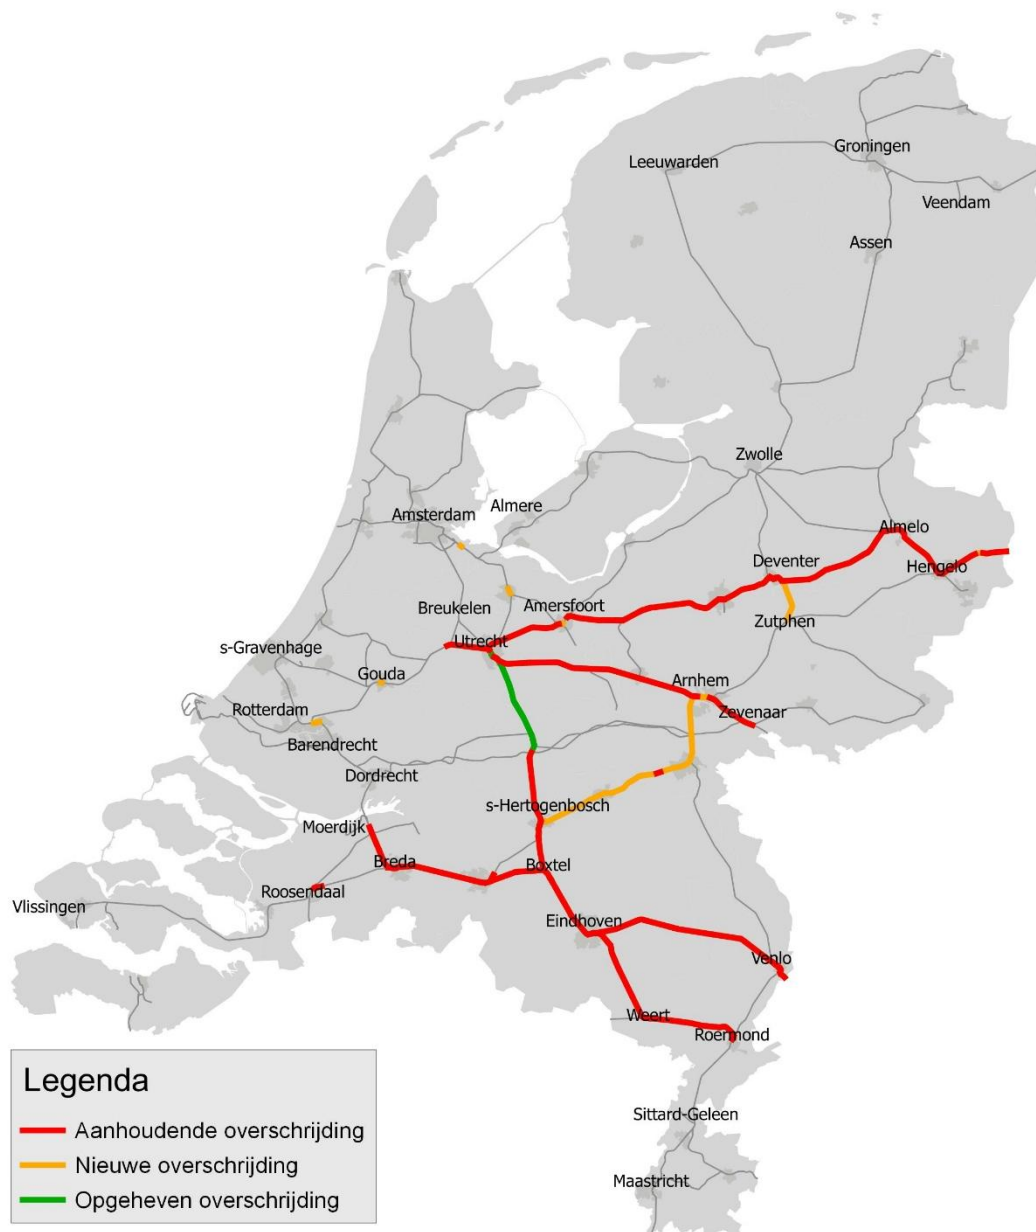 Groningen
Leeuwarden
Veendam
Assen
Zwolle
Almere
Amsterdam
Almelo
Deventer
Hengelo
Breukelen
Amersfoort
Zutphen
Utrecht
s-Gravenhage
Gouda
Arnhem
Rotterdam
Zevenaar
Barendrecht
Dordrecht
s-Hertogenbosch
Moerdijk
Breda
Boxtel
Roosendaal
Vlissingen
Eindhoven
Venlo
Weert
Roermond
Sittard-Geleen
Maastricht
Legenda
Aanhoudende overschrijding
Nieuwe overschrijding
Opgeheven overschrijding